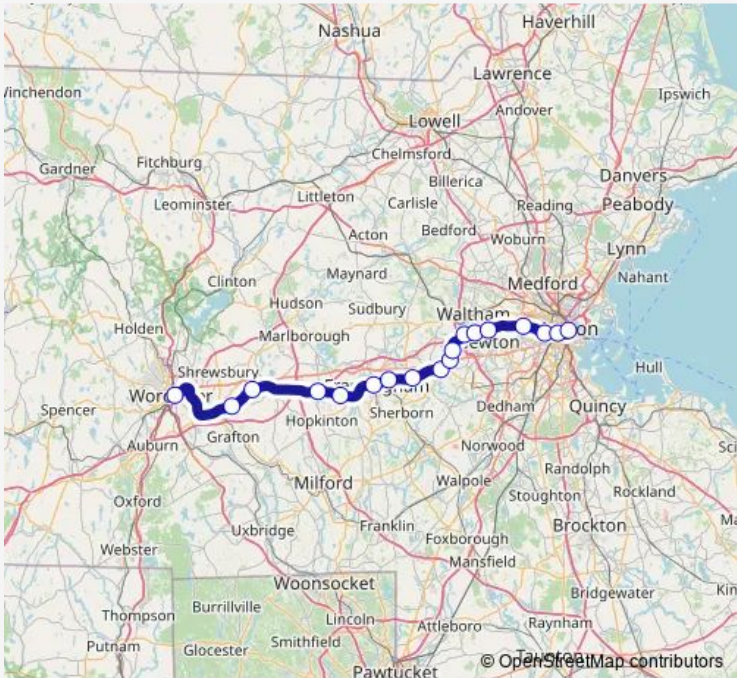 Haverhill
Nashua
Lawrence
Winchendon
Ipswich
Andover
Lowell
Chelmsford
Fitchburg
Gardner
Danvers
Billerica
Littleton
Carlisle
Leominster
Reading
Peabody
Acton
Bedford
Woburn
Lynn
Maynard
Clinton
Medford
Nahant
Hudson
Sudbury
Holden
Waltham
Marlborough
Shrewsbury
Hull
Spencer
Sherborn
Dedham
Quincy
Grafton
Hopkinton
Auburn
Norwood
Randolph
Milford
Walpole
Stoughton
Rockland
Oxford
Franklin
Brockton
Uxbridge
Foxborough
Webster
Mansfield
Woonsocket
Bridgewater
Burrillville
Thompson
Lincoln
Attleboro
Raynham
Smithfield
Putnam
Glocester
Pawtucket
© OpenStreetMap contributors